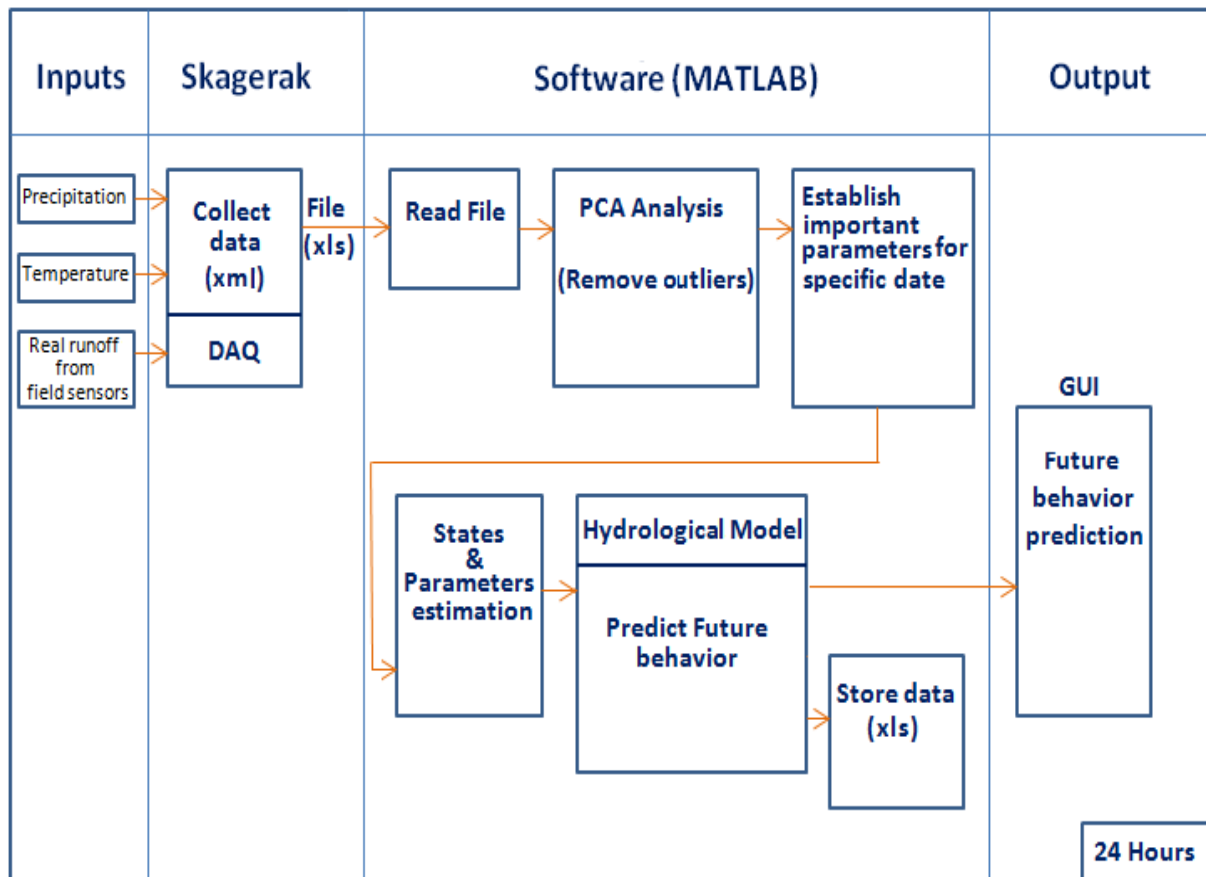 Inputs
Skagerak
Software (MATLAB)
Output
Precipitation
Temperature
Real runoff
from
field sensors
Collect
data
(xml)
DAQ
File
(xls)
Read File
PCA Analysis
(Remove outliers)
Establish
important
parameters for
specific date
States
&
Parameters
estimation
Hydrological Model
Predict Future
behavior
Store data
(xls)
GUI
Future
behavior
prediction
24 Hours